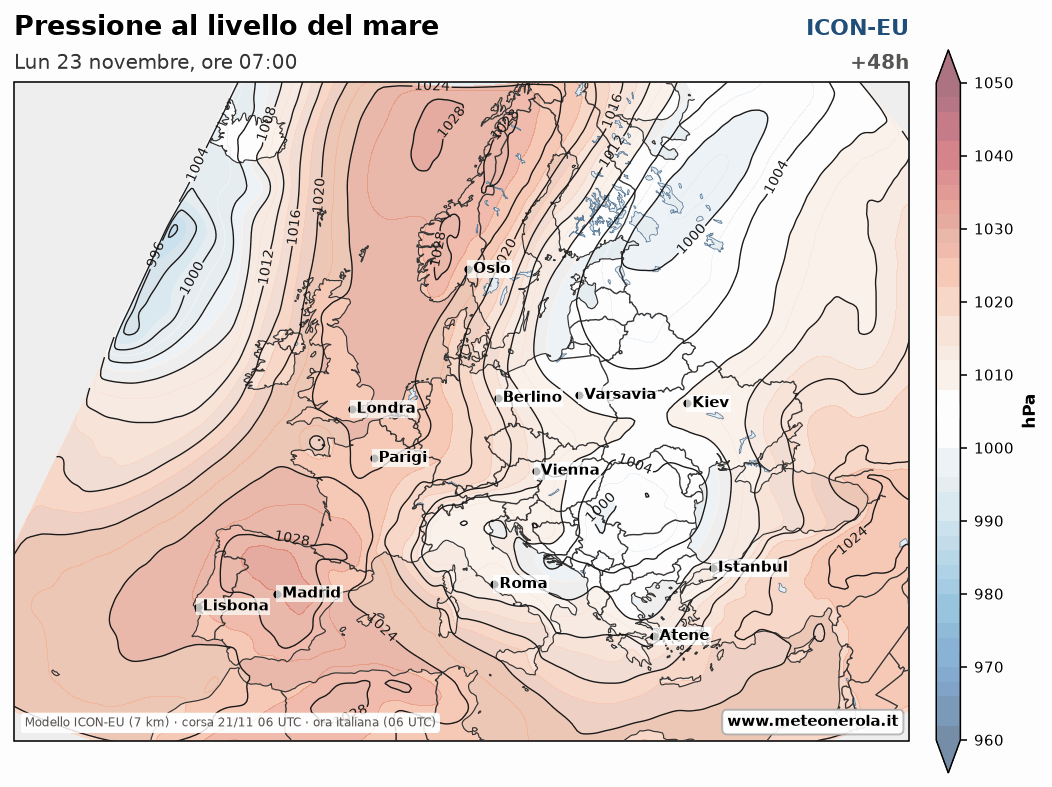 Pressione al livello del mare
ICON-EU
Lun 23 novembre, ore 07:00
+48h
1024
1028
1028
1016
1012
1008
1004
1020
1016
1012
996
1000
1028
1020
1000
1004
Oslo
Berlino
Varsavia
Kiev
Londra
Parigi
Vienna
1004
1000
1028
1024
Istanbul
Roma
Madrid
Lisbona
1024
Atene
1028
Modello ICON-EU (7 km) · corsa 21/11 06 UTC · ora italiana (06 UTC)
www.meteonerola.it
1050
1040
1030
1020
1010
1000
990
980
970
960
hPa